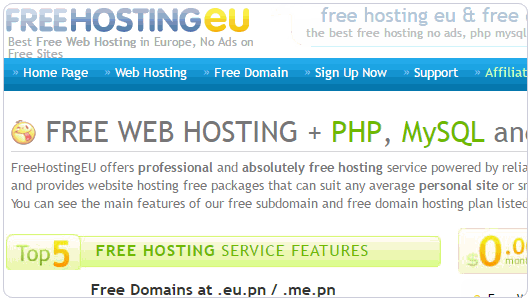 FREEHOSTINGEU
free hosting eu & free
Best Free Web Hosting in Europe, No Ads on
Free Sites
the best free hosting no ads, php mysql
» Home Page » Web Hosting » Free Domain » Sign Up Now » Support » Affiliat
FREE WEB HOSTING + PHP, MySQL and
FreeHostingEU offers professional and absolutely free hosting service powered by relia
and provides website hosting free packages that can suit any average personal site or sm
You can see the main features of our free subdomain and free domain hosting plan listed
Top 5 FREE HOSTING SERVICE FEATURES
$0.00
month
Free Domains at .eu.pn / .me.pn